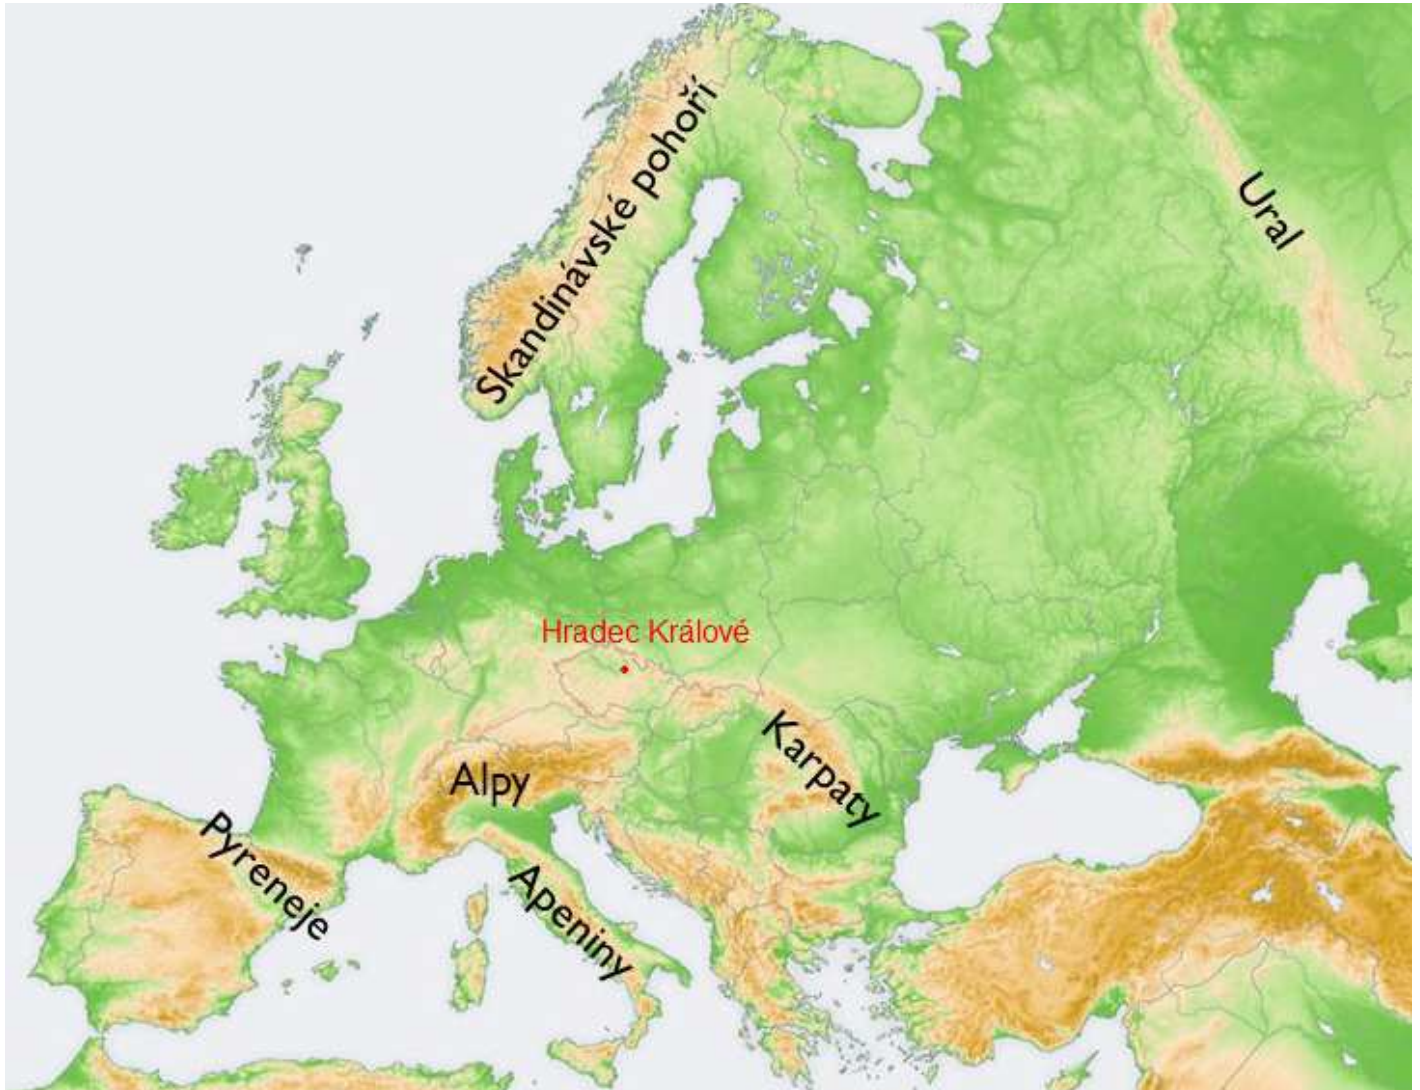 Skandinávské pohoří
Ural
Hradec Králové
Karpaty
Alpy
Pyreneje
Apeniny